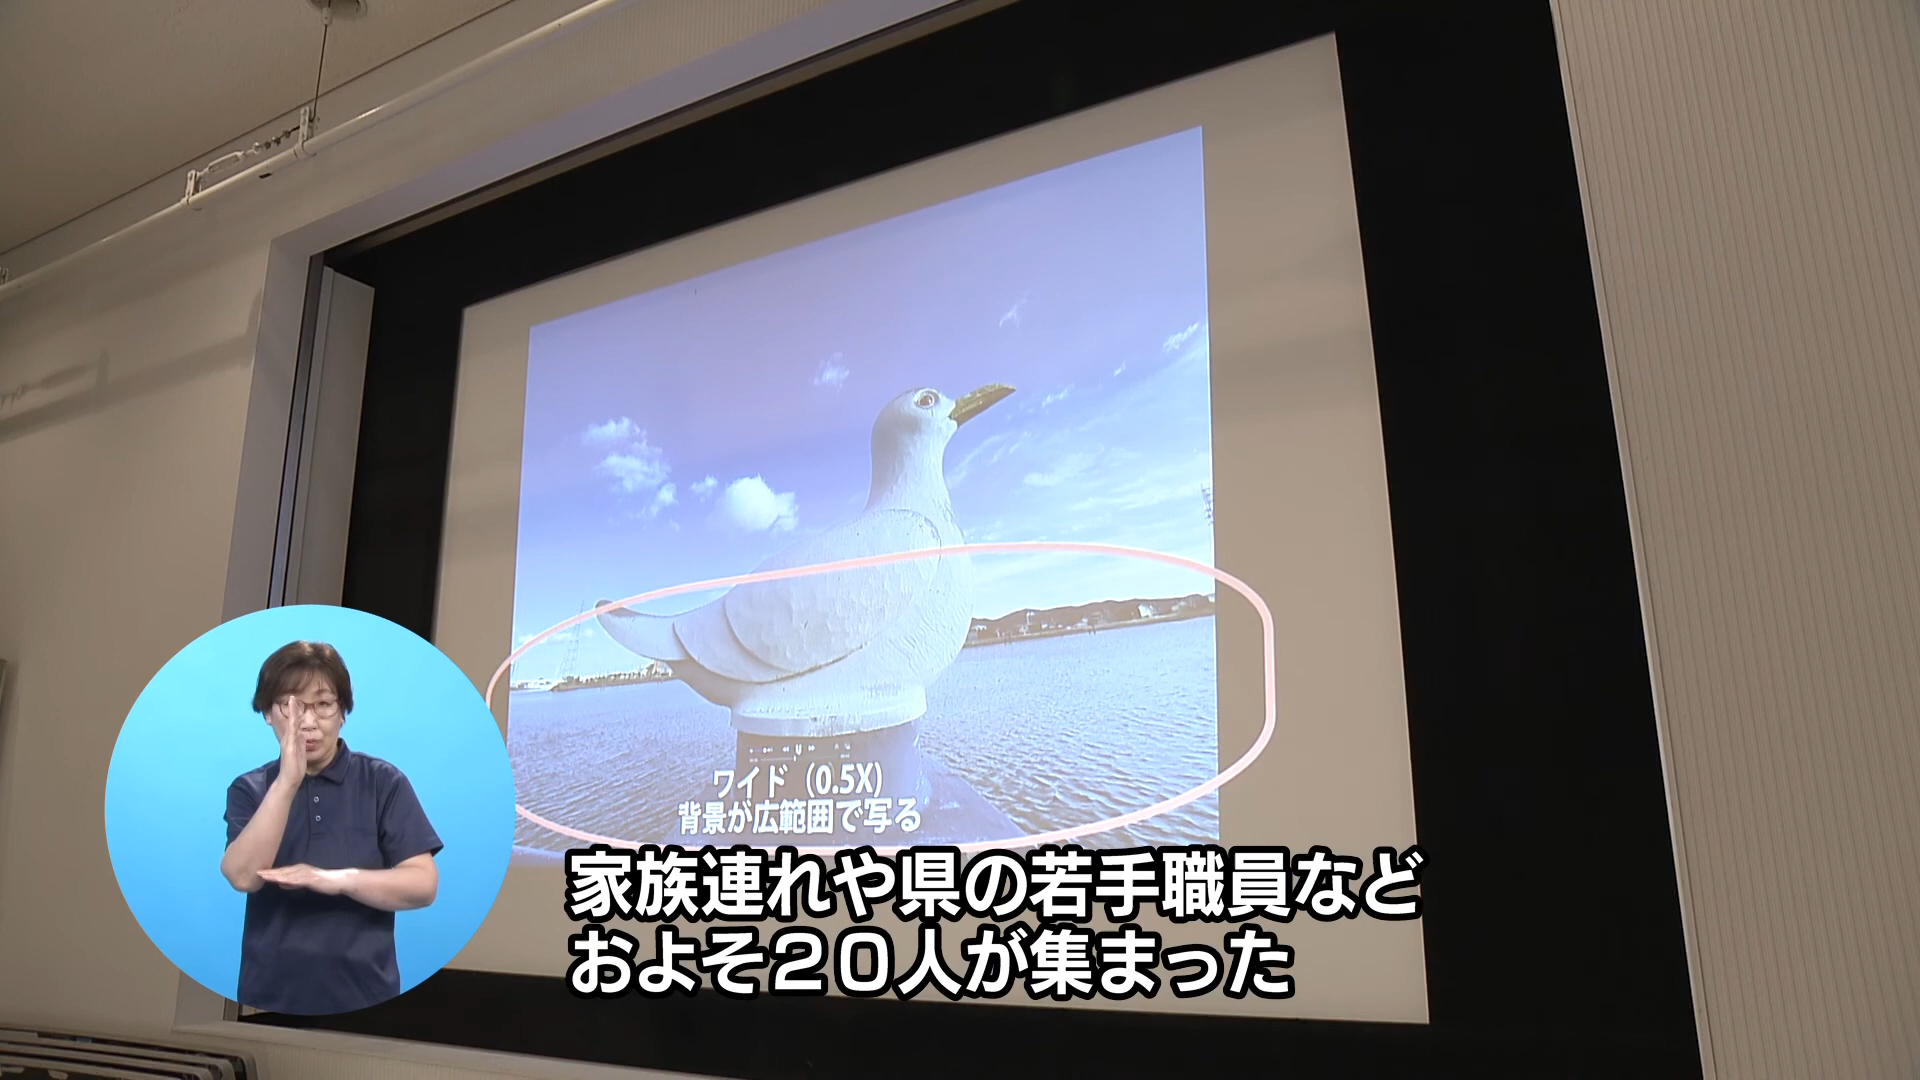 ワイド（0.5X）
背景が広範囲で写る
家族連れや県の若手職員など
およそ２０人が集まった